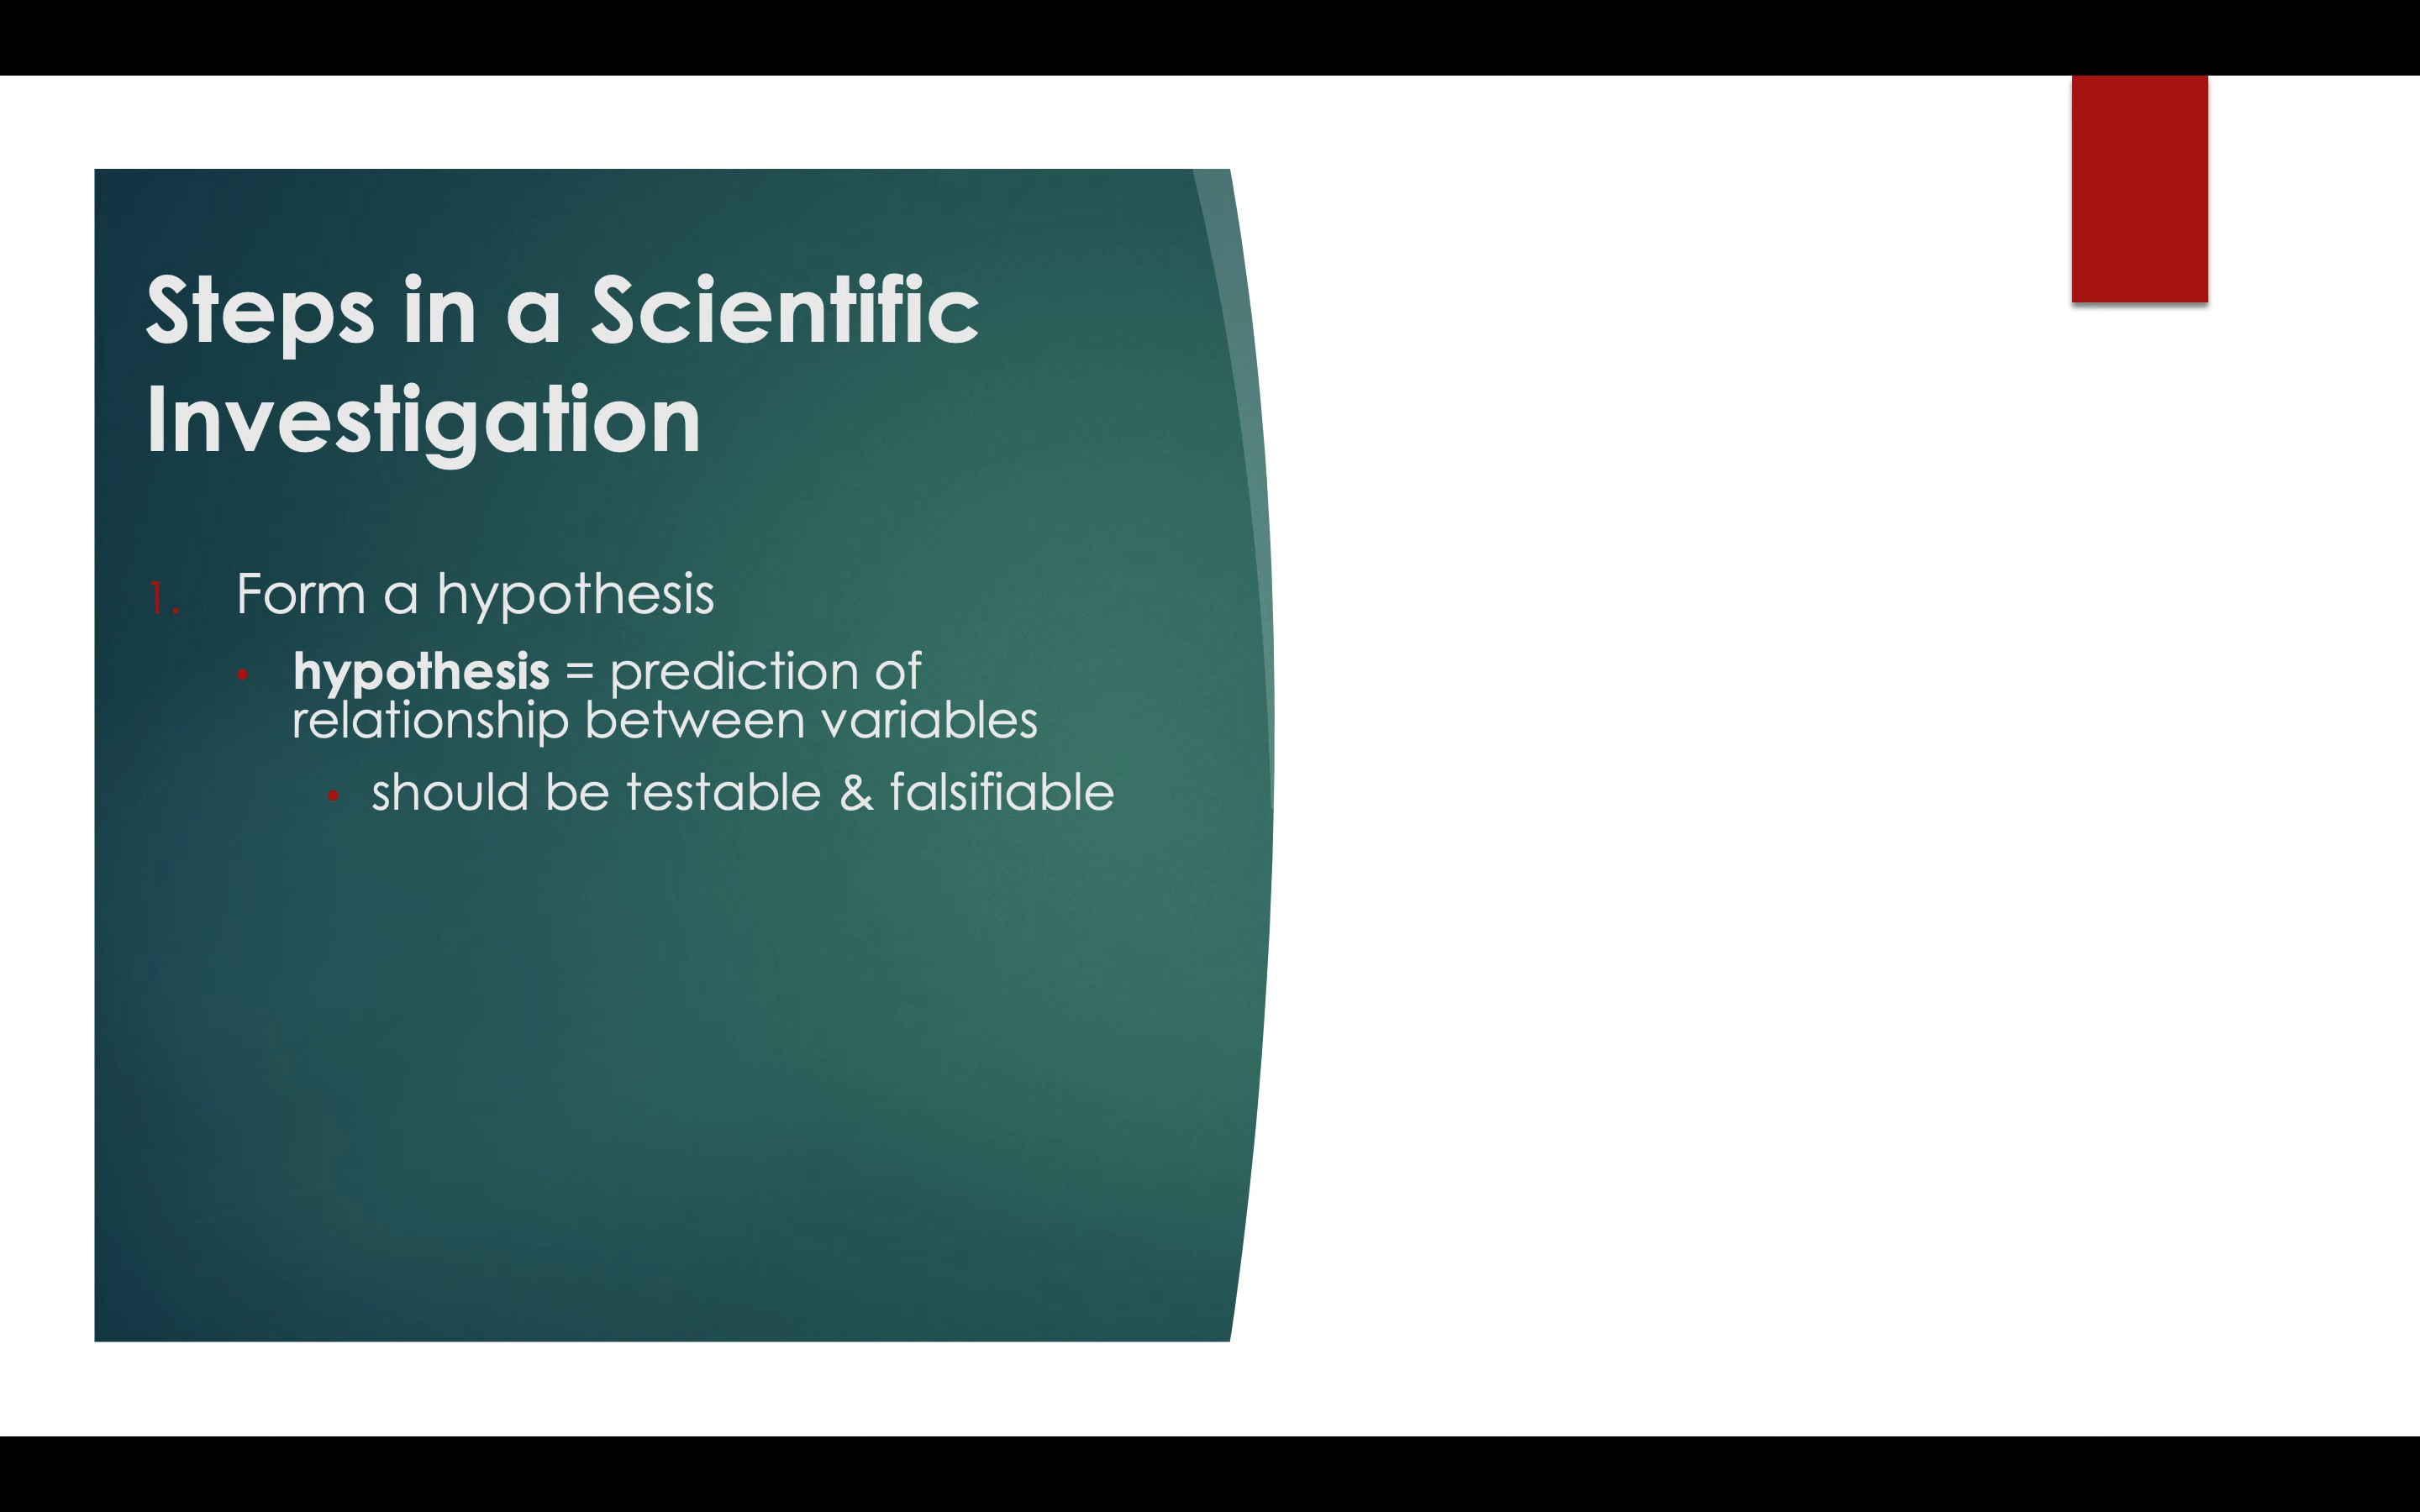 Steps in a Scientific
Investigation
1. Form a hypothesis
• hypothesis = prediction of
relationship between variables
• should be testable & falsifiable